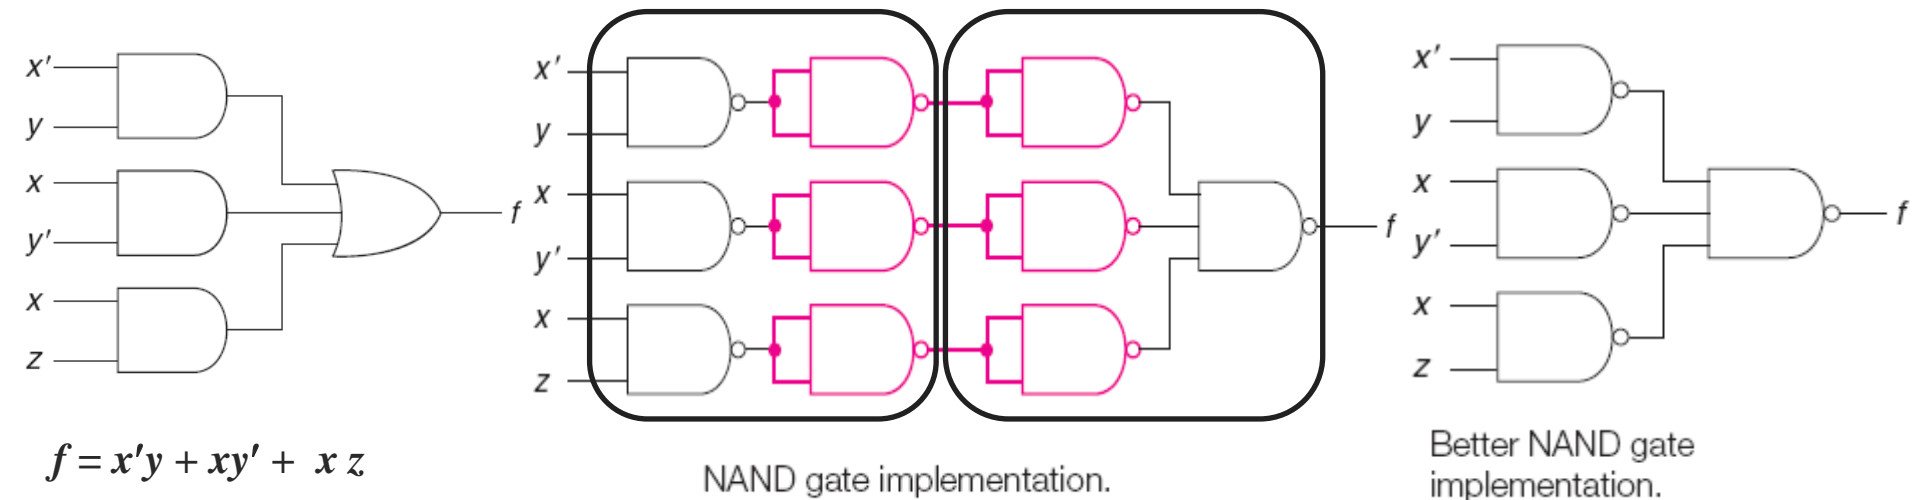 x′
y
x
y′
x
z
f
f = x′y + xy′ + x z
x′
y
x
y′
x
z
f
NAND gate implementation.
x′
y
x
y′
x
z
f
Better NAND gate
implementation.